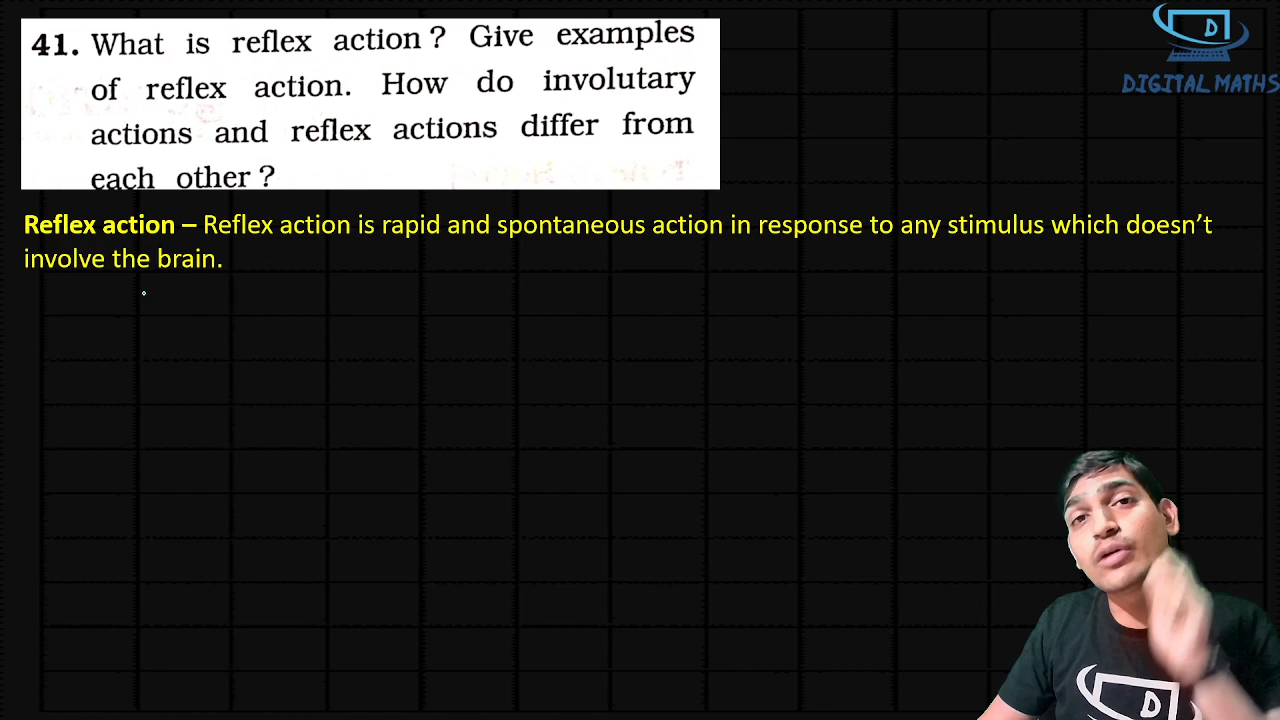 41. What is reflex action ? Give examples
of reflex action. How do involutary
actions and reflex actions differ from
each other ?
D
DIGITAL MATHS
Reflex action – Reflex action is rapid and spontaneous action in response to any stimulus which doesn't
involve the brain.
D